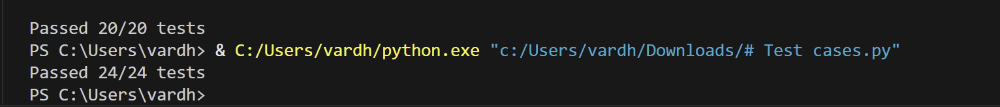 Passed 20/20 tests
PS C:\Users\vardh> & C:/Users/vardh/python.exe "c:/Users/vardh/Downloads/# Test cases.py"
Passed 24/24 tests
PS C:\Users\vardh>